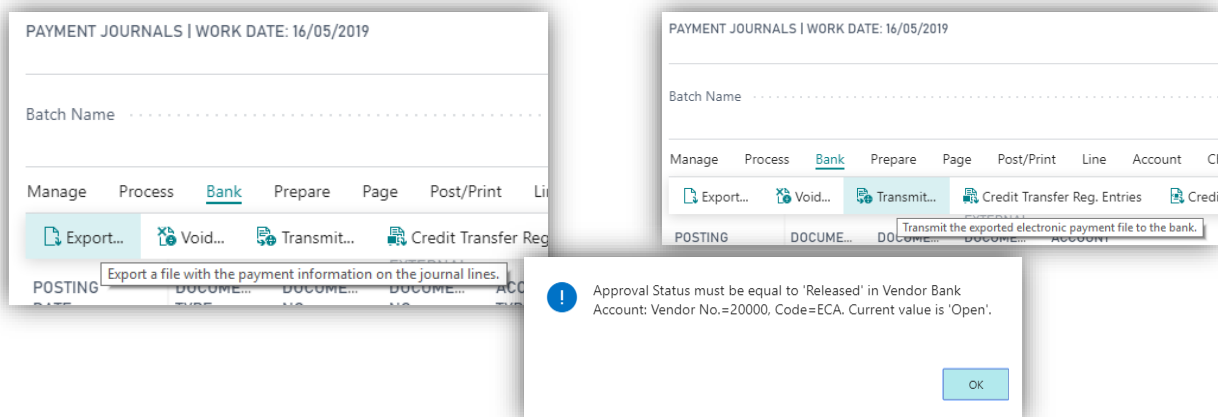 PAYMENT JOURNALS | WORK DATE: 16/05/2019
Batch Name
Manage Process Bank Prepare Page Post/Print
Export... Void... Transmit... Credit Transfer Reg
Export a file with the payment information on the journal lines.
POSTING DOCUME... DOCUME... DOCUME...
PAYMENT JOURNALS | WORK DATE: 16/05/2019
Batch Name
Manage Process Bank Prepare Page Post/Print Line Account
Export... Void... Transmit... Credit Transfer Reg. Entries Credi
Transmit the exported electronic payment file to the bank.
POSTING DOCUME... DOCUME... DOCUME... ACCOUNT
Approval Status must be equal to 'Released' in Vendor Bank
Account: Vendor No.=20000, Code=ECA. Current value is 'Open'.
OK